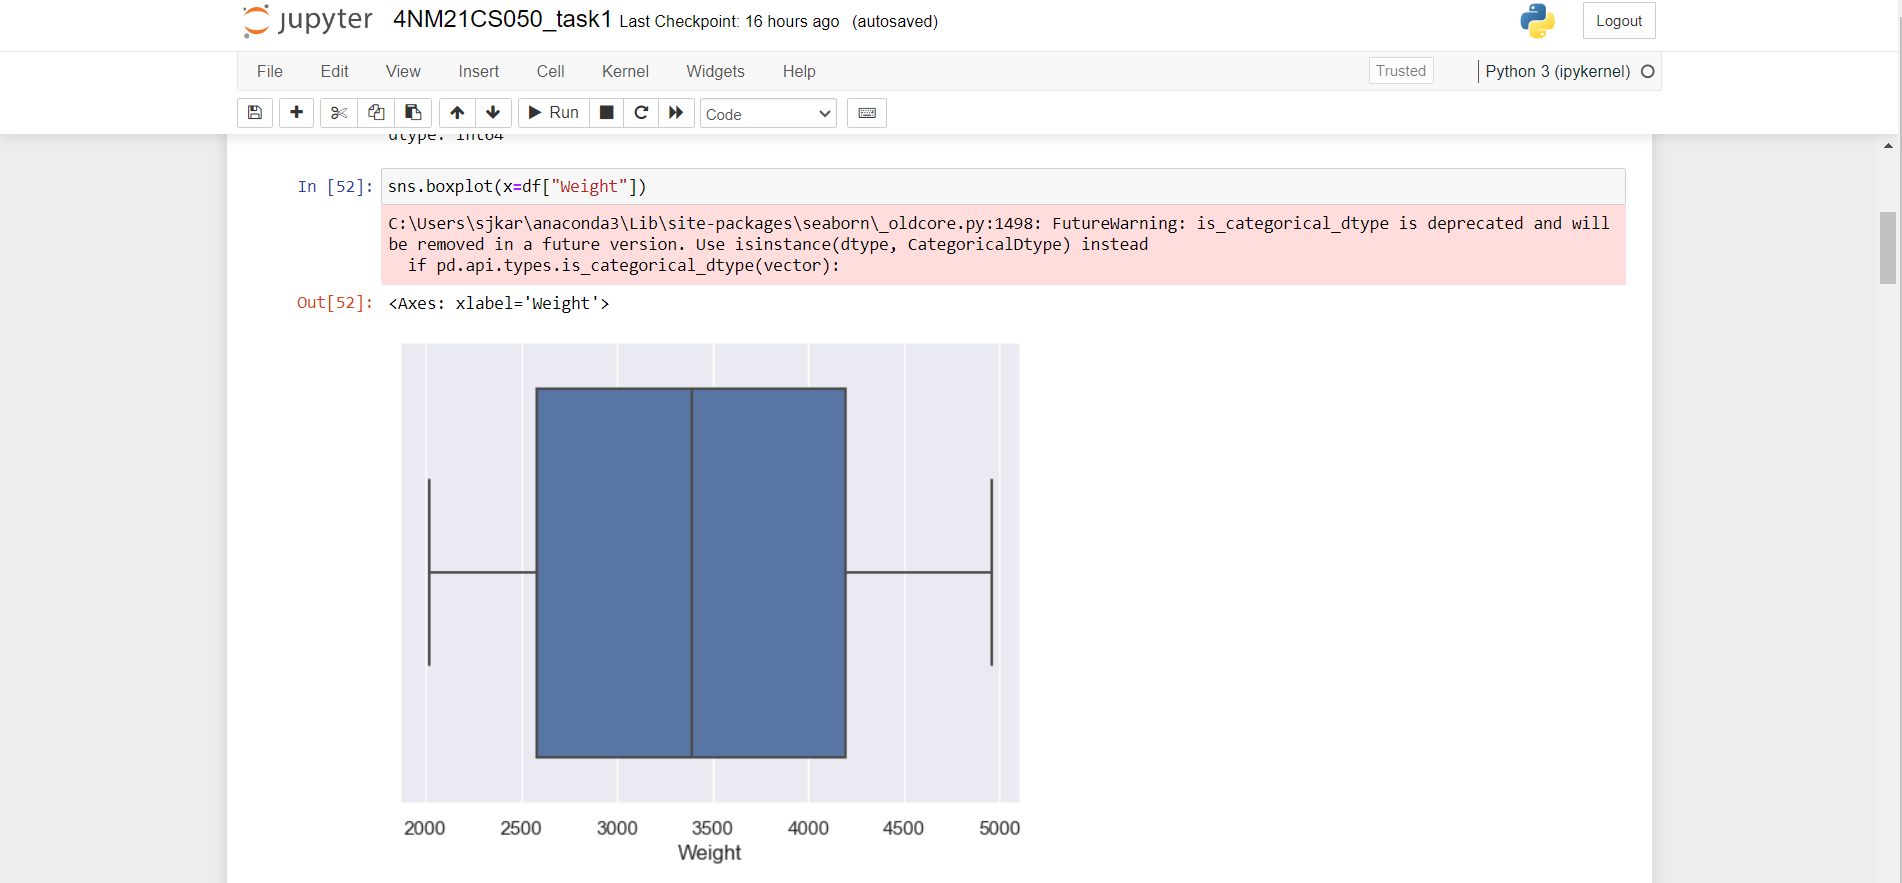 jupyter 4NM21CS050_task1 Last Checkpoint: 16 hours ago (autosaved) Logout
File Edit View Insert Cell Kernel Widgets Help Trusted Python 3 (ipykernel)
Run Code
dtype: int64
In [52]: sns.boxplot(x=df["Weight"])
C:\Users\sjkar\anaconda3\Lib\site-packages\seaborn\_oldcore.py:1498: FutureWarning: is_categorical_dtype is deprecated and will
be removed in a future version. Use isinstance(dtype, CategoricalDtype) instead
if pd.api.types.is_categorical_dtype(vector):
Out[52]: <Axes: xlabel='Weight'>
2000 2500 3000 3500 4000 4500 5000
Weight